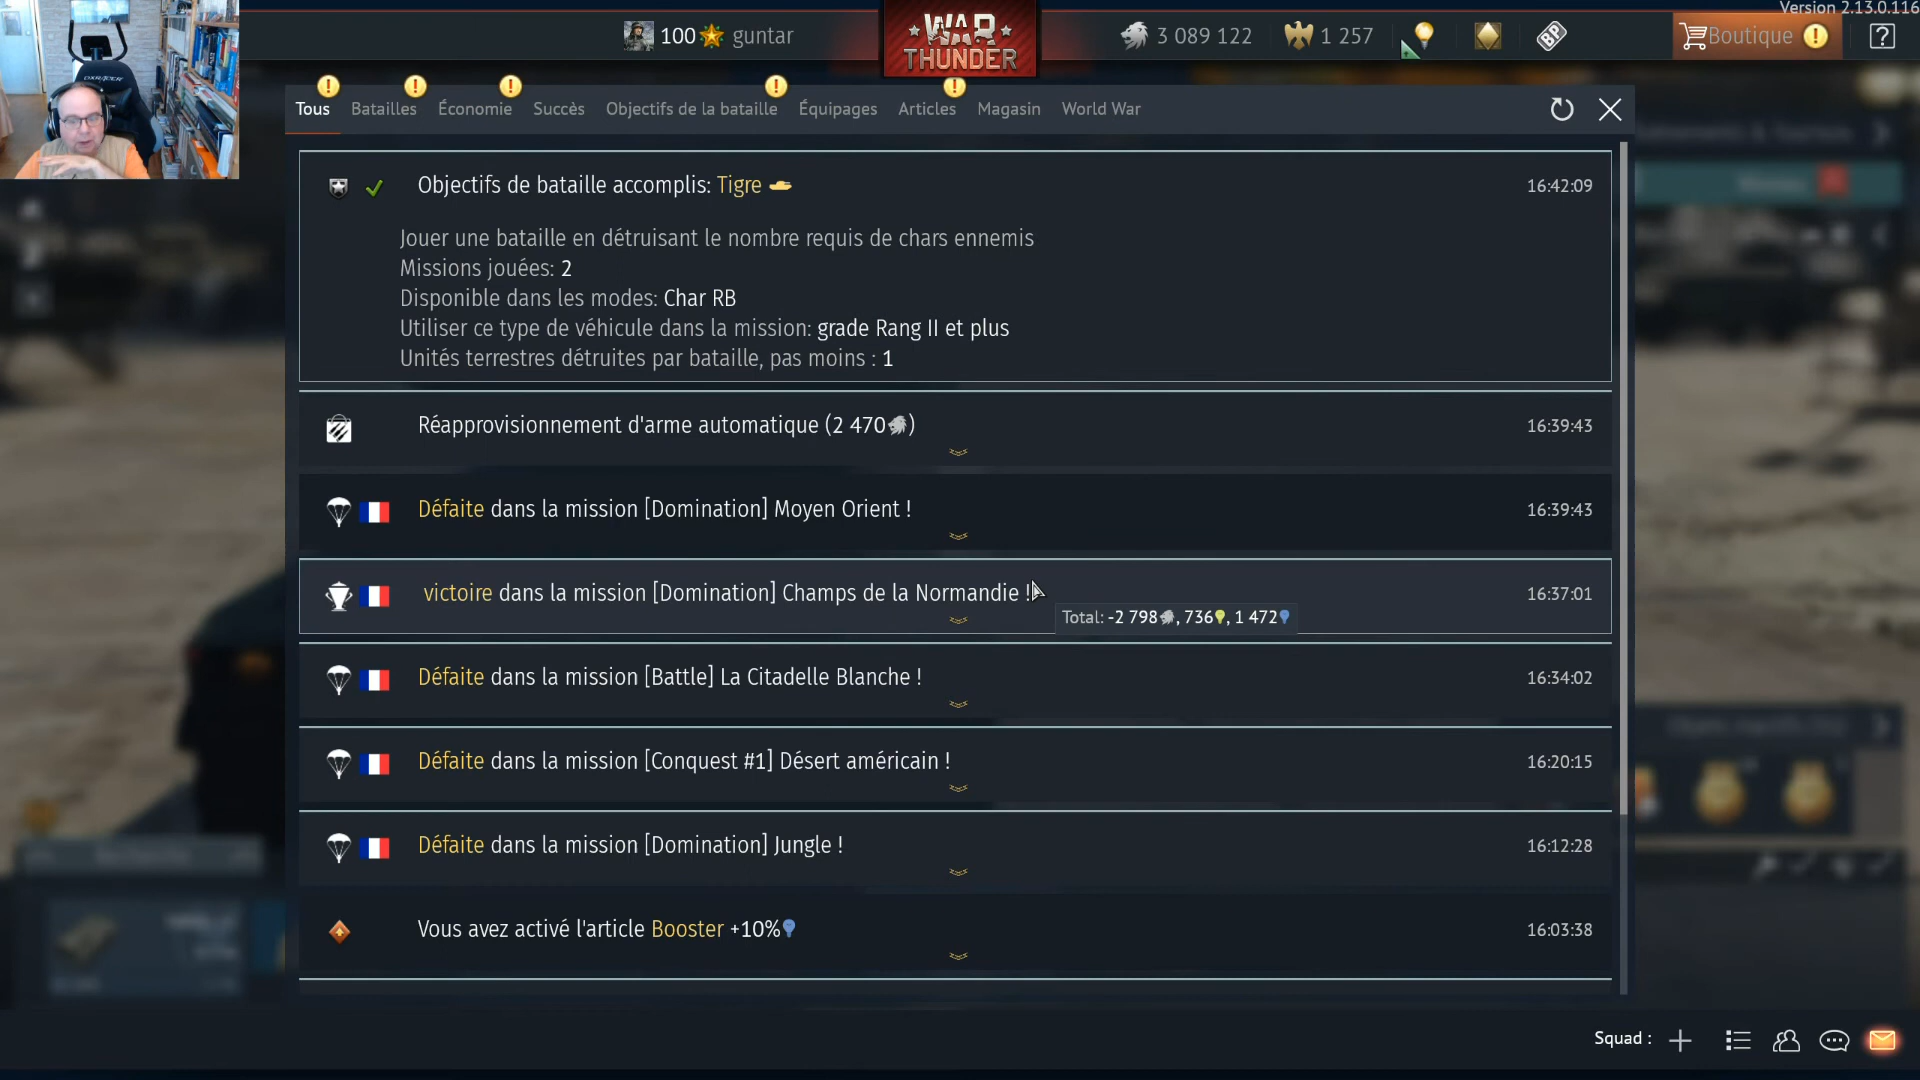 Version 2.13.0.116
100 guntar
WAR THUNDER
3 089 122
1 257
BP
Boutique
Tous Batailles Économie Succès Objectifs de la bataille Équipages Articles Magasin World War
Objectifs de bataille accomplis: Tigre 16:42:09
Jouer une bataille en détruisant le nombre requis de chars ennemis
Missions jouées: 2
Disponible dans les modes: Char RB
Utiliser ce type de véhicule dans la mission: grade Rang II et plus
Unités terrestres détruites par bataille, pas moins : 1
Réapprovisionnement d'arme automatique (2 470) 16:39:43
Défaite dans la mission [Domination] Moyen Orient ! 16:39:43
victoire dans la mission [Domination] Champs de la Normandie ! 16:37:01
Total: -2 798, 736, 1 472
Défaite dans la mission [Battle] La Citadelle Blanche ! 16:34:02
Défaite dans la mission [Conquest #1] Désert américain ! 16:20:15
Défaite dans la mission [Domination] Jungle ! 16:12:28
Vous avez activé l'article Booster +10% 16:03:38
Squad :